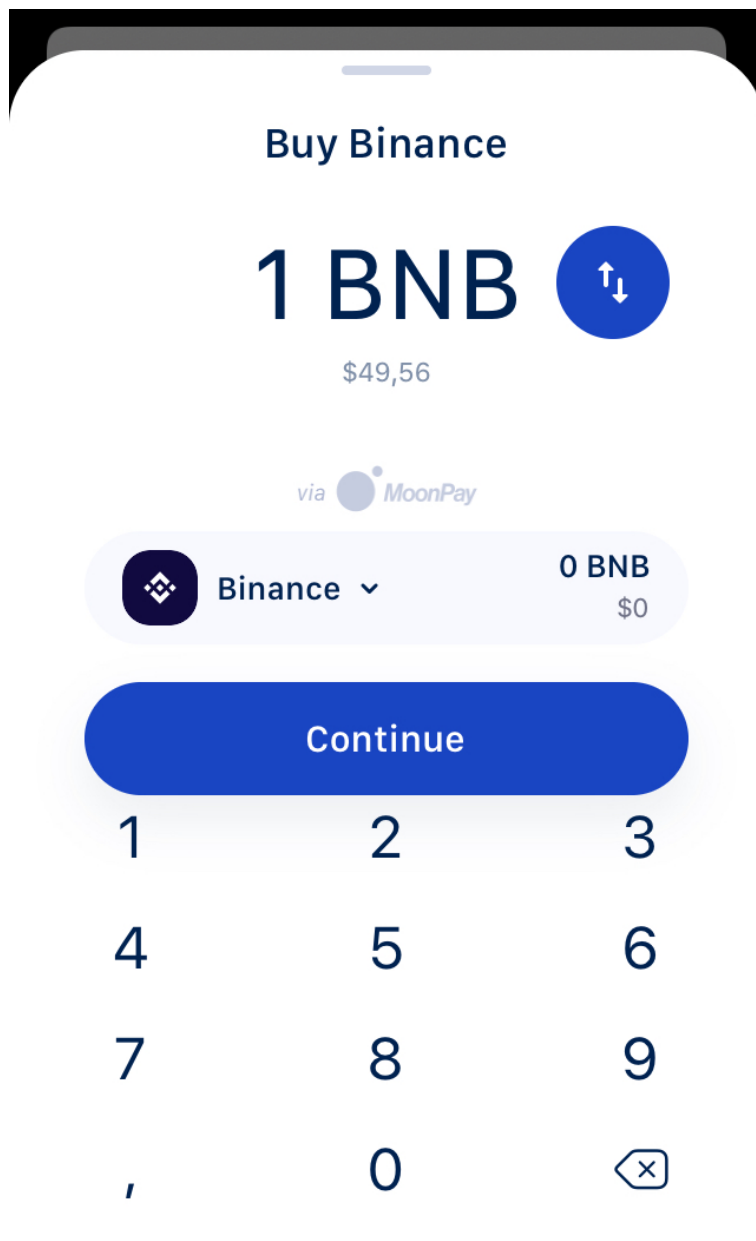 Buy Binance
1 BNB
$49,56
via MoonPay
Binance
0 BNB
$0
Continue
1 2 3
4 5 6
7 8 9
, 0